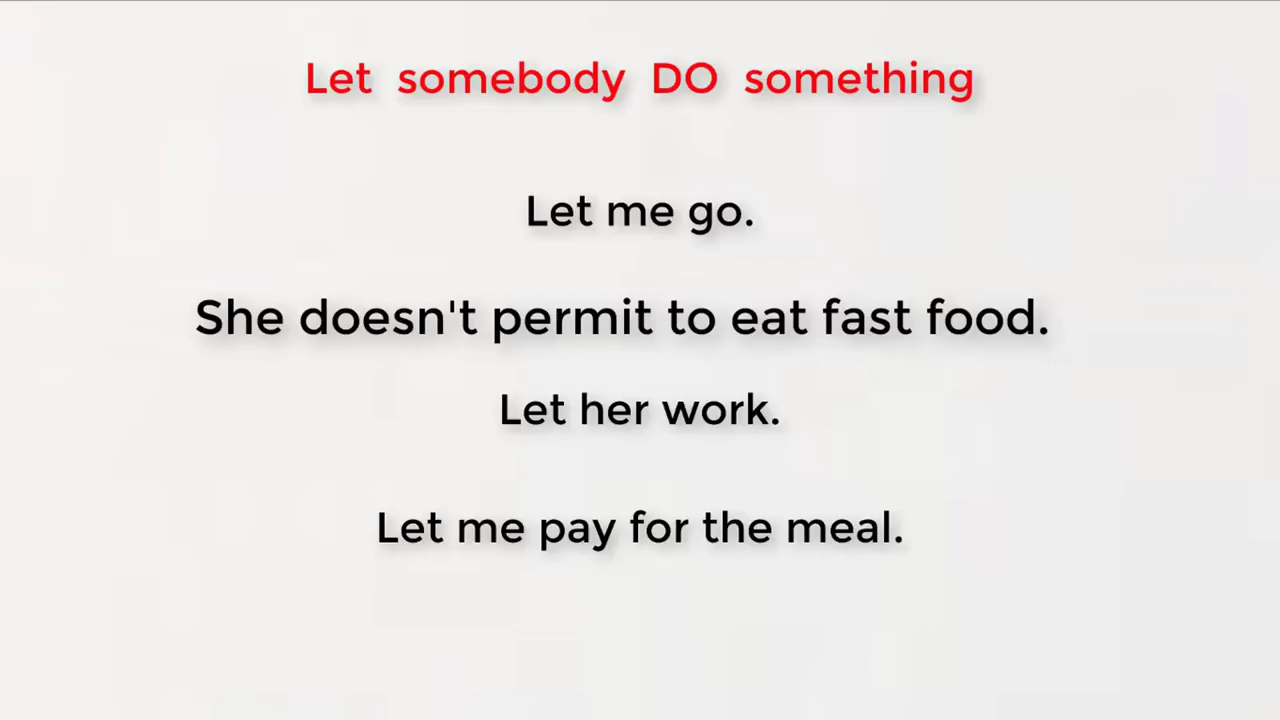 Let somebody DO something
Let me go.
She doesn't permit to eat fast food.
Let her work.
Let me pay for the meal.